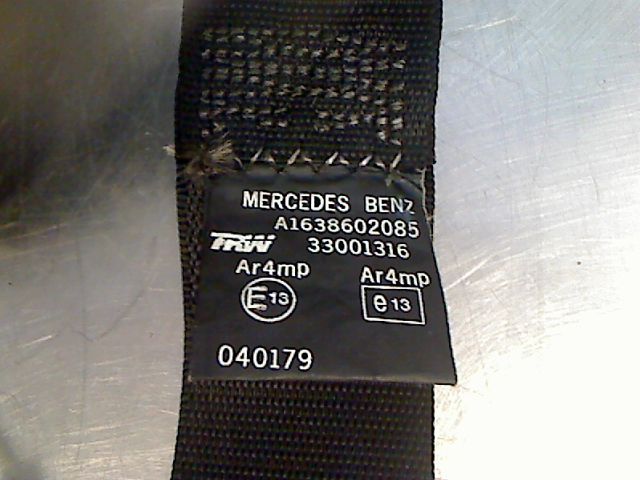 MERCEDES BENZ
A1638602085
TRW 33001316
Ar4mp Ar4mp
E13 e13
040179